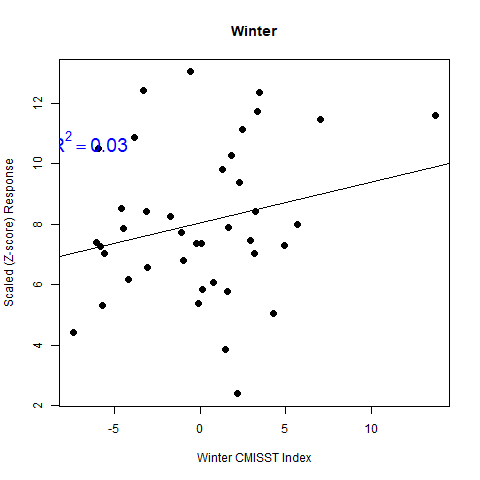 Winter
12
R² = 0.03
10
8
6
4
2
Scaled (Z-score) Response
-5 0 5 10
Winter CMISST Index